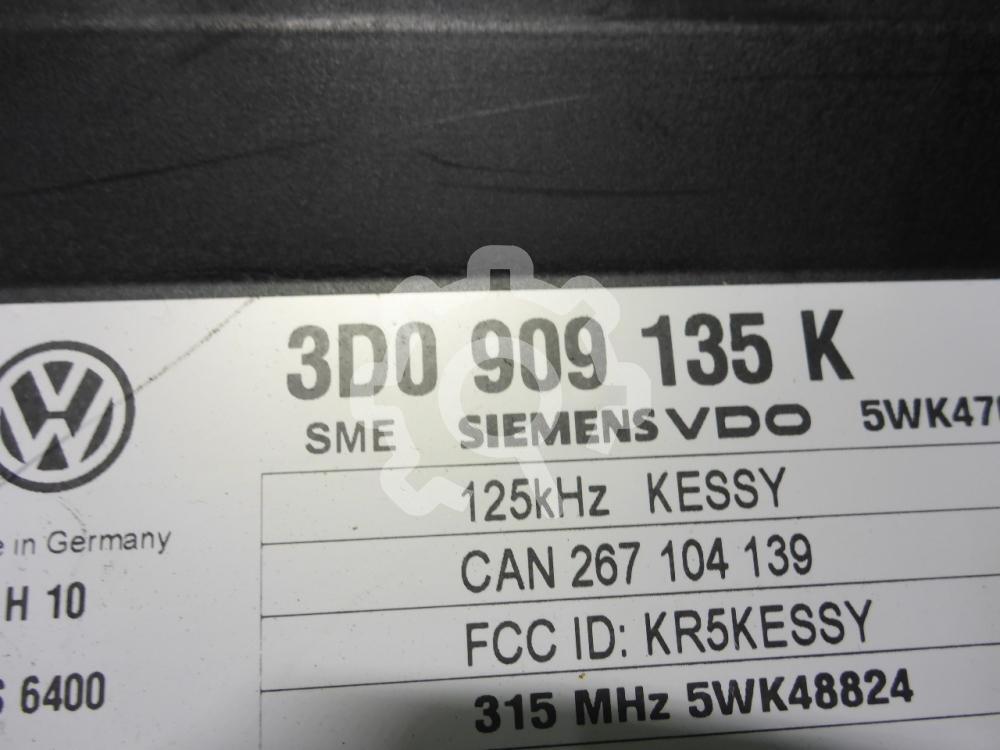 3D0 909 135 K
SME SIEMENS VDO
125kHz KESSY
in Germany
CAN 267 104 139
H 10
FCC ID: KR5KESSY
6400
315 MHz 5WK48824